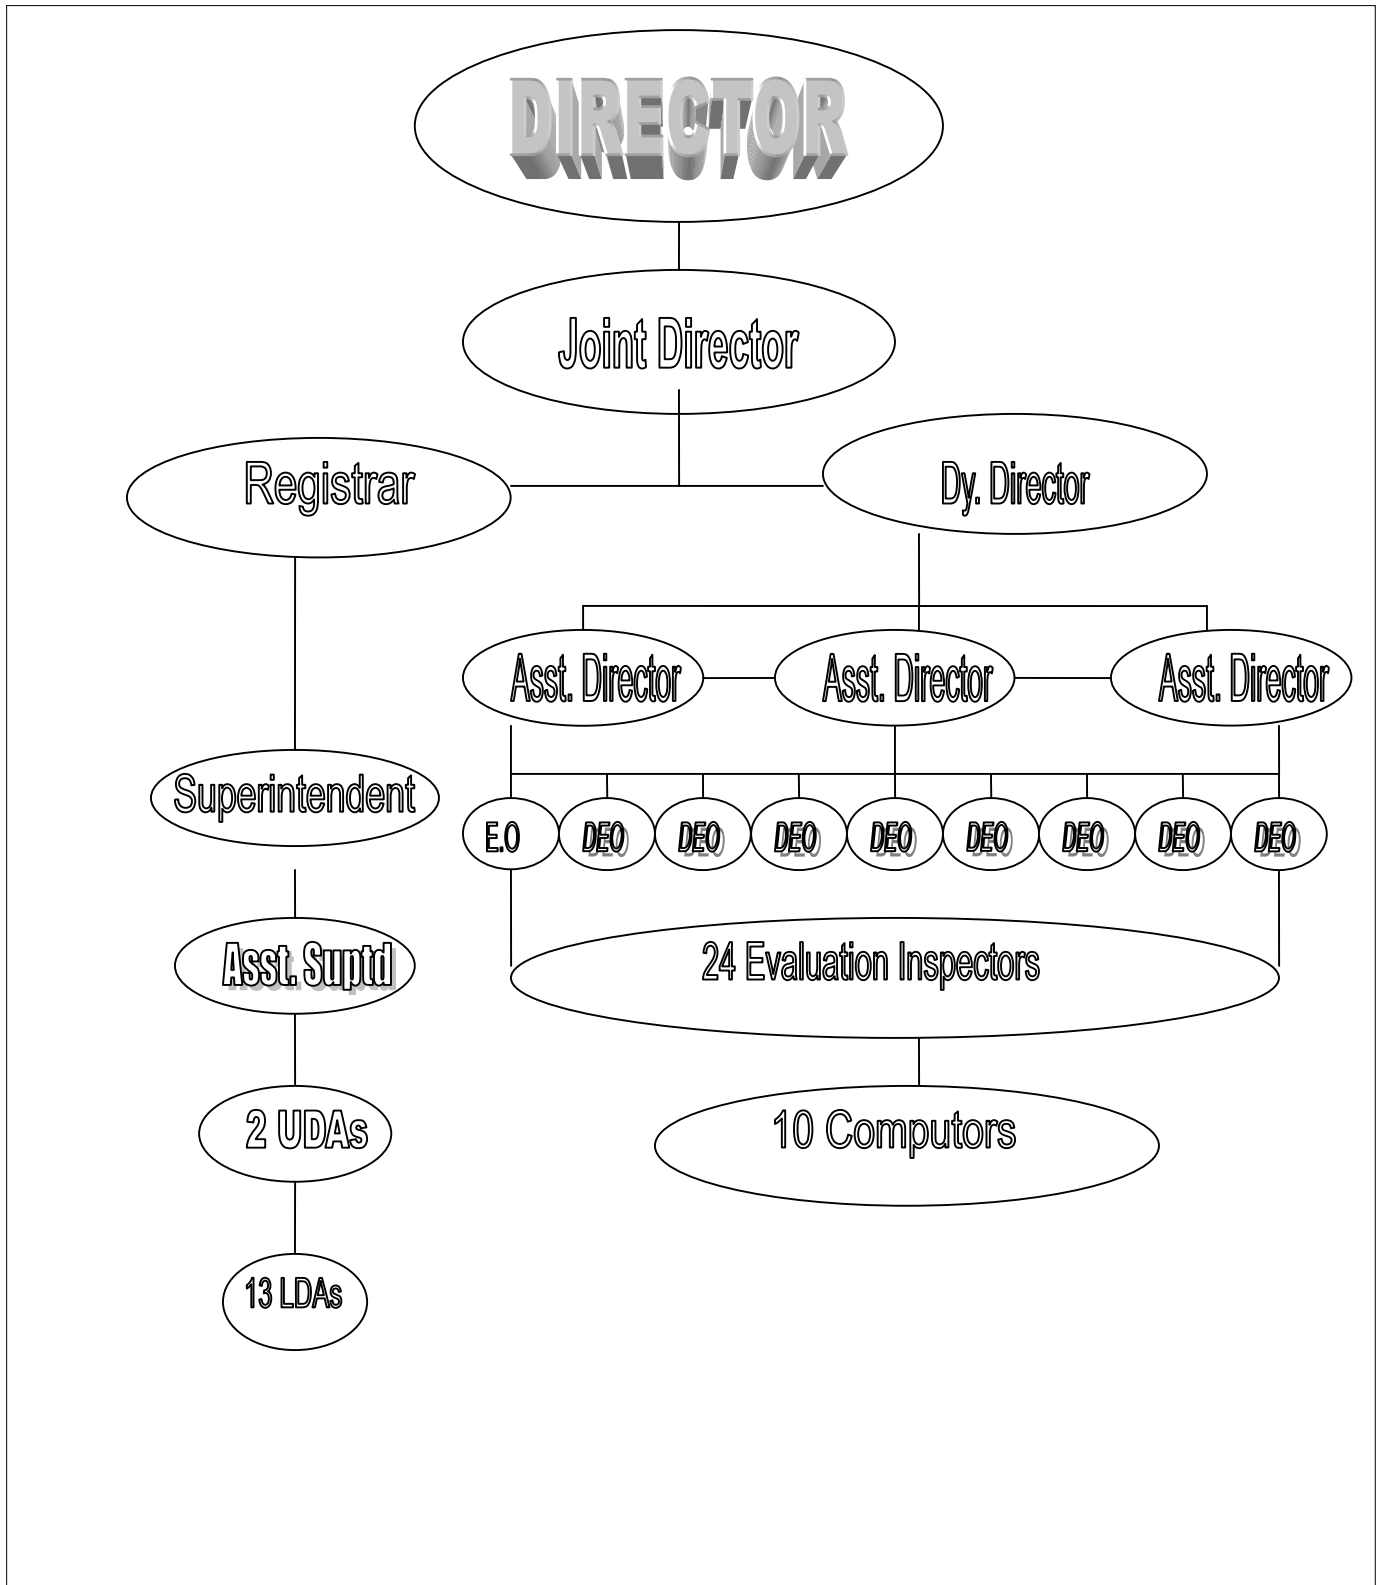 DIRECTOR
Joint Director
Registrar
Dy. Director
Asst. Director
Asst. Director
Asst. Director
Superintendent
E.O
DEO
DEO
DEO
DEO
DEO
DEO
DEO
DEO
Asst. Suptd
24 Evaluation Inspectors
2 UDAs
10 Computors
13 LDAs